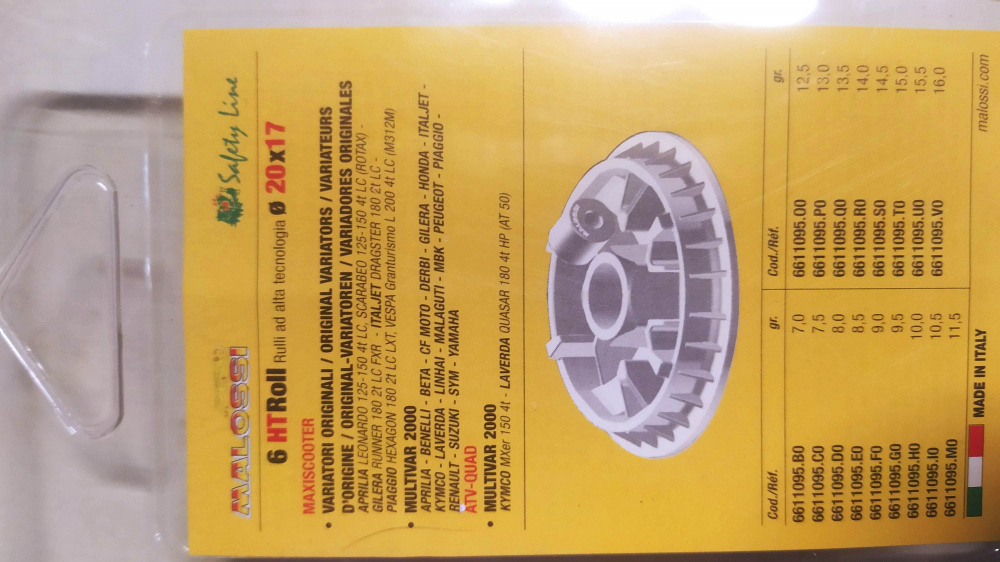 MALOSSI
Safety Line
6 HTRoll Rulli ad alta tecnologia Ø 20x17
MAXISCOOTER
• VARIATORI ORIGINALI / ORIGINAL VARIATORS / VARIATEURS
D'ORIGINE / ORIGINAL-VARIATOREN / VARIADORES ORIGINALES
APRILIA LEONARDO 125-150 4t LC, SCARABEO 125-150 4t LC (ROTAX) -
GILERA RUNNER 180 2t LC FXR - ITALJET DRAGSTER 180 2t LC -
PIAGGIO HEXAGON 180 2t LC LXT, VESPA Granturismo L 200 4t LC (M312M)
• MULTIVAR 2000
APRILIA - BENELLI - BETA - CF MOTO - DERBI - GILERA - HONDA - ITALJET -
KYMCO - LAVERDA - LINHAI - MALAGUTI - MBK - PEUGEOT - PIAGGIO -
RENAULT - SUZUKI - SYM - YAMAHA
ATV-QUAD
• MULTIVAR 2000
KYMCO MXer 150 4t - LAVERDA QUASAR 180 4t HP (AT 50)
Cod./Réf. gr.
6611095.B0 7,0
6611095.C0 7,5
6611095.D0 8,0
6611095.E0 8,5
6611095.F0 9,0
6611095.G0 9,5
6611095.H0 10,0
6611095.I0 10,5
6611095.M0 11,5
Cod./Réf. gr.
6611095.O0 12,5
6611095.P0 13,0
6611095.Q0 13,5
6611095.R0 14,0
6611095.S0 14,5
6611095.T0 15,0
6611095.U0 15,5
6611095.V0 16,0
MADE IN ITALY
malossi.com